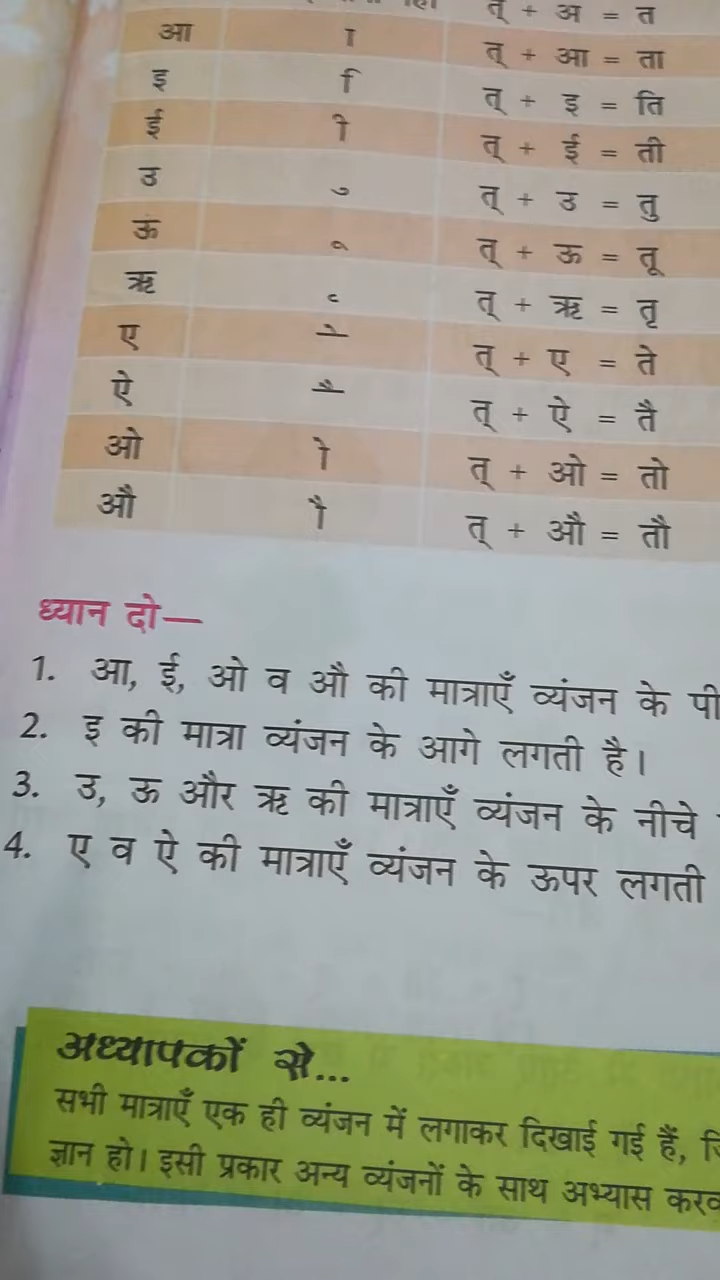 त् + अ = त
आ ा त् + आ = ता
इ ि त् + इ = ति
ई ी त् + ई = ती
उ ु त् + उ = तु
ऊ ू त् + ऊ = तू
ऋ ृ त् + ऋ = तृ
ए े त् + ए = ते
ऐ ै त् + ऐ = तै
ओ ो त् + ओ = तो
औ ौ त् + औ = तौ
ध्यान दो—
1. आ, ई, ओ व औ की मात्राएँ व्यंजन के
2. इ की मात्रा व्यंजन के आगे लगती है।
3. उ, ऊ और ऋ की मात्राएँ व्यंजन के नीचे
4. ए व ऐ की मात्राएँ व्यंजन के ऊपर लगती
अध्यापकों से...
सभी मात्राएँ एक ही व्यंजन में लगाकर दिखाई गई हैं,
ज्ञान हो। इसी प्रकार अन्य व्यंजनों के साथ अभ्यास